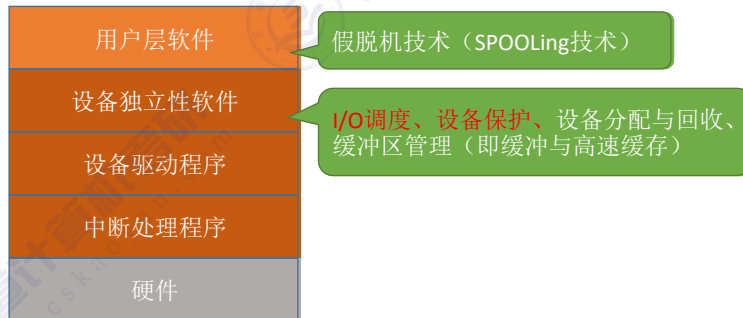 用户层软件
假脱机技术（SPOOLing技术）
设备独立性软件
I/O调度、设备保护、设备分配与回收、
缓冲区管理（即缓冲与高速缓存）
设备驱动程序
中断处理程序
硬件